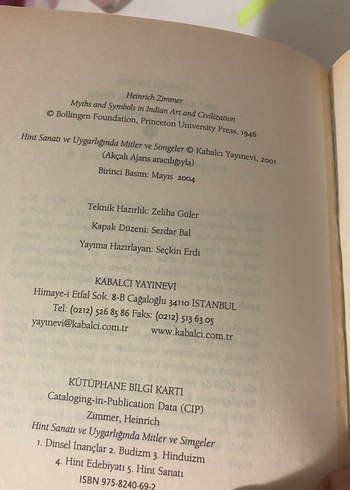 Heinrich Zimmer
Myths and Symbols in Indian Art and Civilization
© Bollingen Foundation, Princeton University Press, 1946
Hint Sanatı ve Uygarlığında Mitler ve Simgeler © Kabalcı Yayınevi, 2001
(Akçalı Ajans aracılığıyla)
Birinci Basım: Mayıs 2004
Teknik Hazırlık: Zeliha Güler
Kapak Düzeni: Serdar Bal
Yayıma Hazırlayan: Seçkin Erdi
KABALCI YAYINEVİ
Himaye-i Etfal Sok. 8-B Cağaloğlu 34110 İSTANBUL
Tel: (0212) 526 85 86 Faks: (0212) 513 63 05
yayinevi@kabalci.com.tr www.kabalci.com.tr
KÜTÜPHANE BİLGİ KARTI
Cataloging-in-Publication Data (CIP)
Zimmer, Heinrich
Hint Sanatı ve Uygarlığında Mitler ve Simgeler
1. Dinsel İnançlar 2. Budizm 3. Hinduizm
4. Hint Edebiyatı 5. Hint Sanatı
ISBN 975-8240-69-2